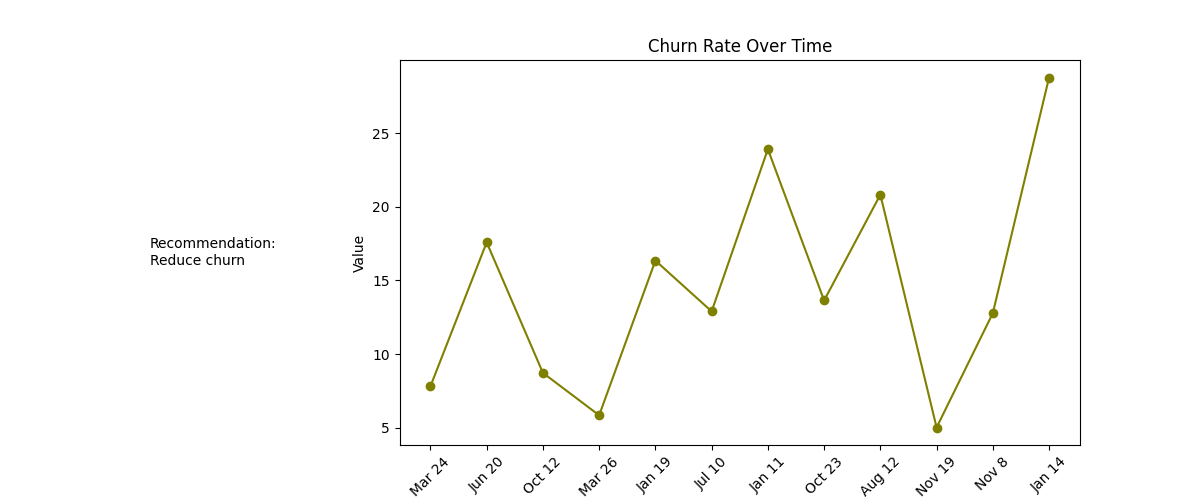 Churn Rate Over Time
Recommendation:
Reduce churn
Value
25
20
15
10
5
Mar 24
Jun 20
Oct 12
Mar 26
Jan 19
Jul 10
Jan 11
Oct 23
Aug 12
Nov 19
Nov 8
Jan 14